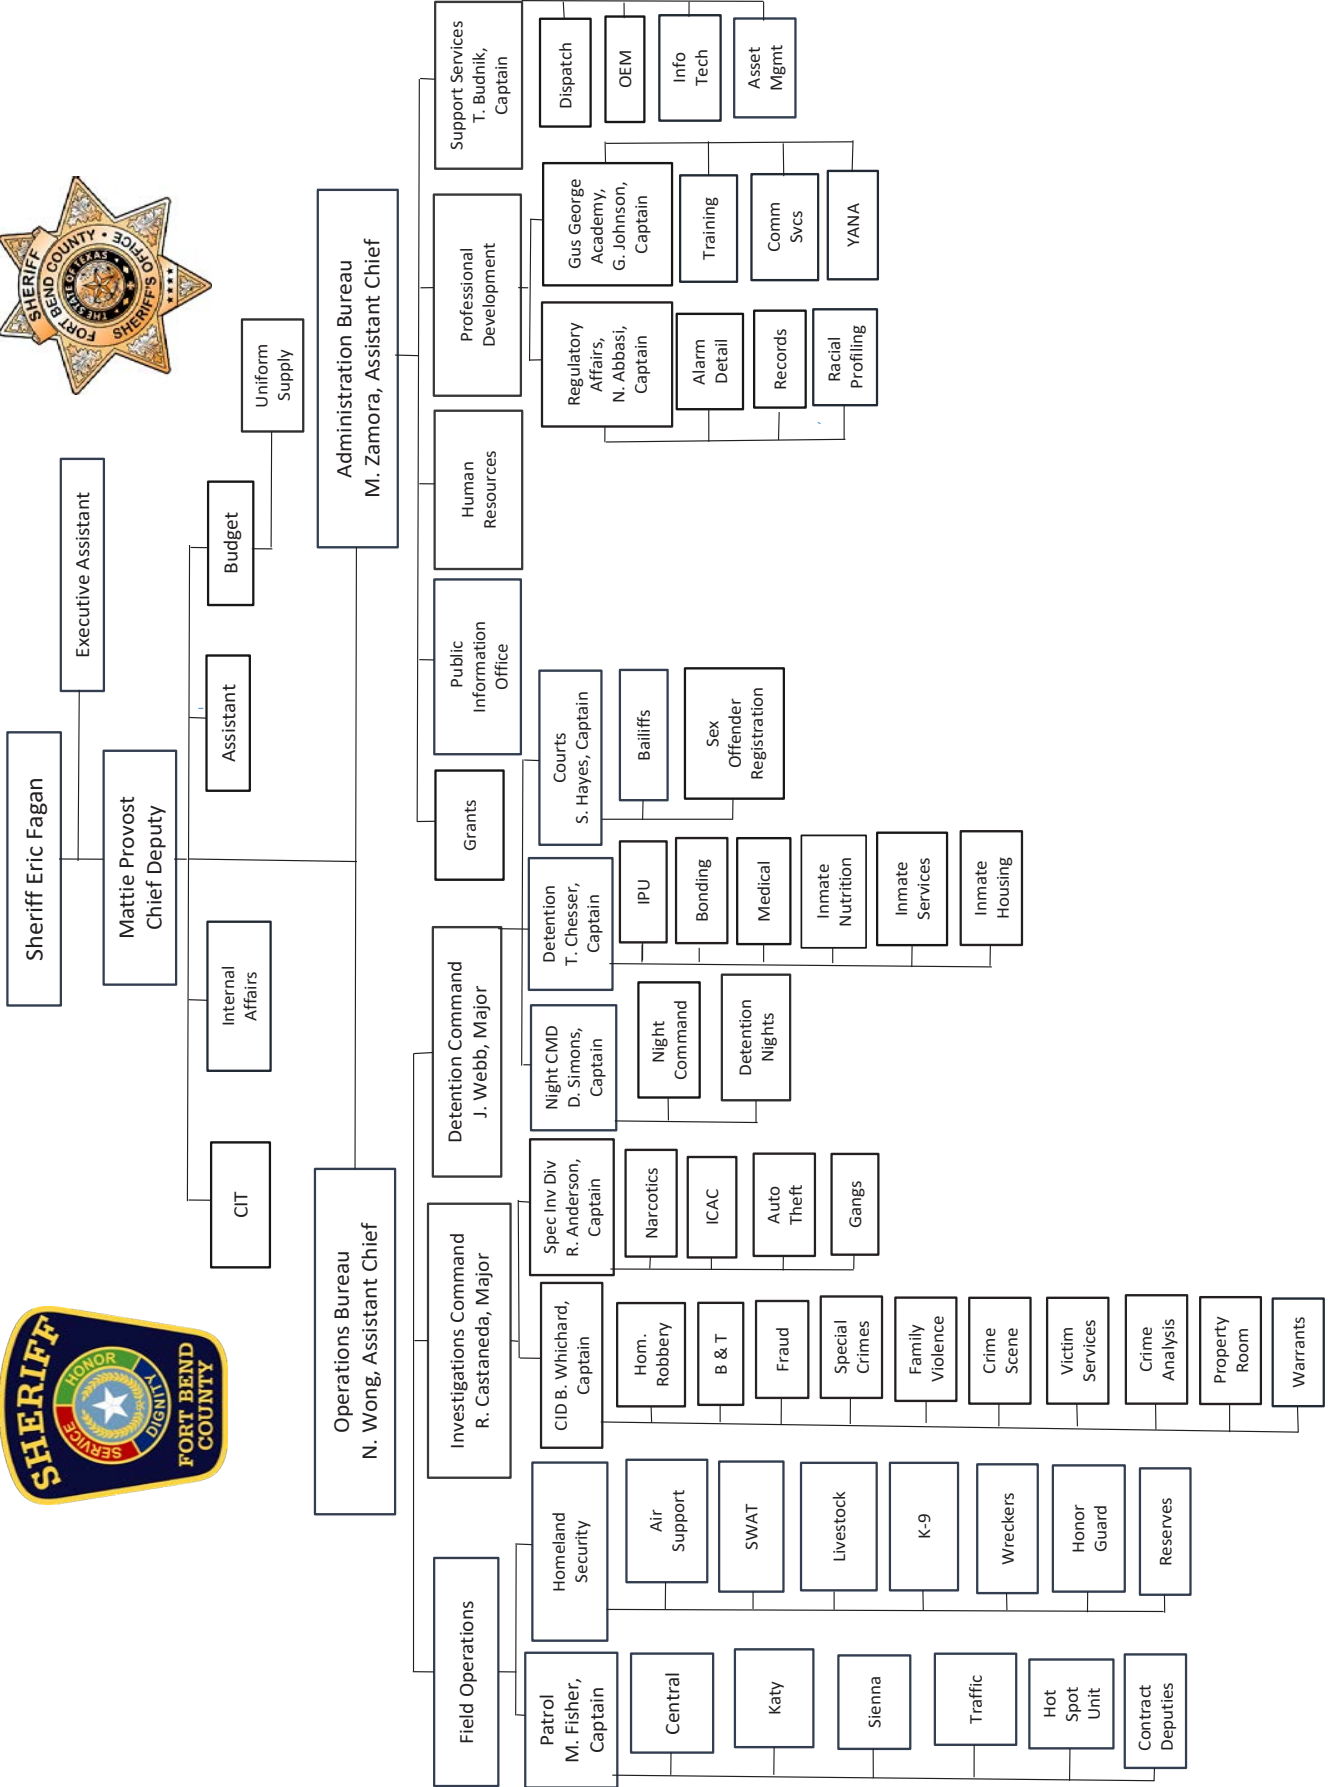 SHERIFF
SERVICE
HONOR
DIGNITY
FORT BEND
COUNTY
SHERIFF
FORT BEND COUNTY • SHERIFF'S OFFICE
THE STATE OF TEXAS
Sheriff Eric Fagan
Executive Assistant
Mattie Provost
Chief Deputy
CIT
Internal
Affairs
Assistant
Budget
Uniform
Supply
Operations Bureau
N. Wong, Assistant Chief
Administration Bureau
M. Zamora, Assistant Chief
Field Operations
Investigations Command
R. Castaneda, Major
Detention Command
J. Webb, Major
Grants
Public
Information
Office
Human
Resources
Professional
Development
Support Services
T. Budnik,
Captain
Patrol
M. Fisher,
Captain
Central
Katy
Sienna
Traffic
Hot
Spot
Unit
Contract
Deputies
Homeland
Security
Air
Support
SWAT
Livestock
K-9
Wreckers
Honor
Guard
Reserves
CID B. Whichard,
Captain
Hom.
Robbery
B & T
Fraud
Special
Crimes
Family
Violence
Crime
Scene
Victim
Services
Crime
Analysis
Property
Room
Warrants
Spec Inv Div
R. Anderson,
Captain
Narcotics
ICAC
Auto
Theft
Gangs
Night CMD
D. Simons,
Captain
Night
Command
Detention
Nights
Detention
T. Chesser,
Captain
IPU
Bonding
Medical
Inmate
Nutrition
Inmate
Services
Inmate
Housing
Courts
S. Hayes, Captain
Bailiffs
Sex
Offender
Registration
Regulatory
Affairs,
N. Abbasi,
Captain
Alarm
Detail
Records
Racial
Profiling
Gus George
Academy,
G. Johnson,
Captain
Training
Comm
Svcs
YANA
Dispatch
OEM
Info
Tech
Asset
Mgmt